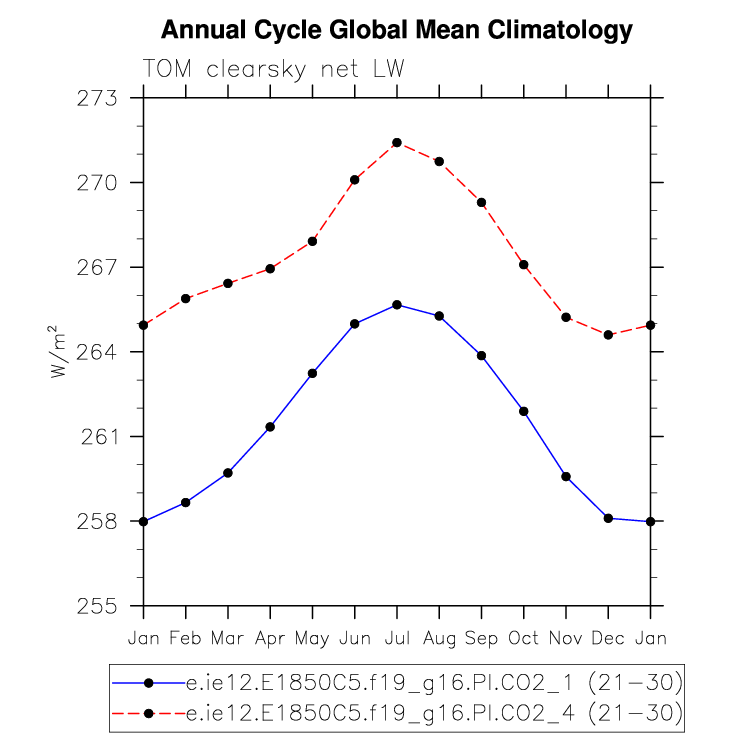 Annual Cycle Global Mean Climatology
TOM clearsky net LW
273
270
267
264
261
258
255
W/m²
Jan Feb Mar Apr May Jun Jul Aug Sep Oct Nov Dec Jan
e.ie12.E1850C5.f19_g16.PI.CO2_1 (21-30)
e.ie12.E1850C5.f19_g16.PI.CO2_4 (21-30)